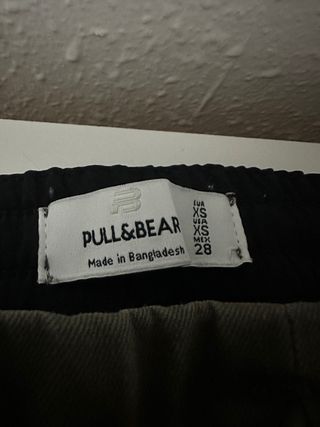 PULL&BEAR
Made in Bangladesh
EUR
XS
USA
XS
MEX
28